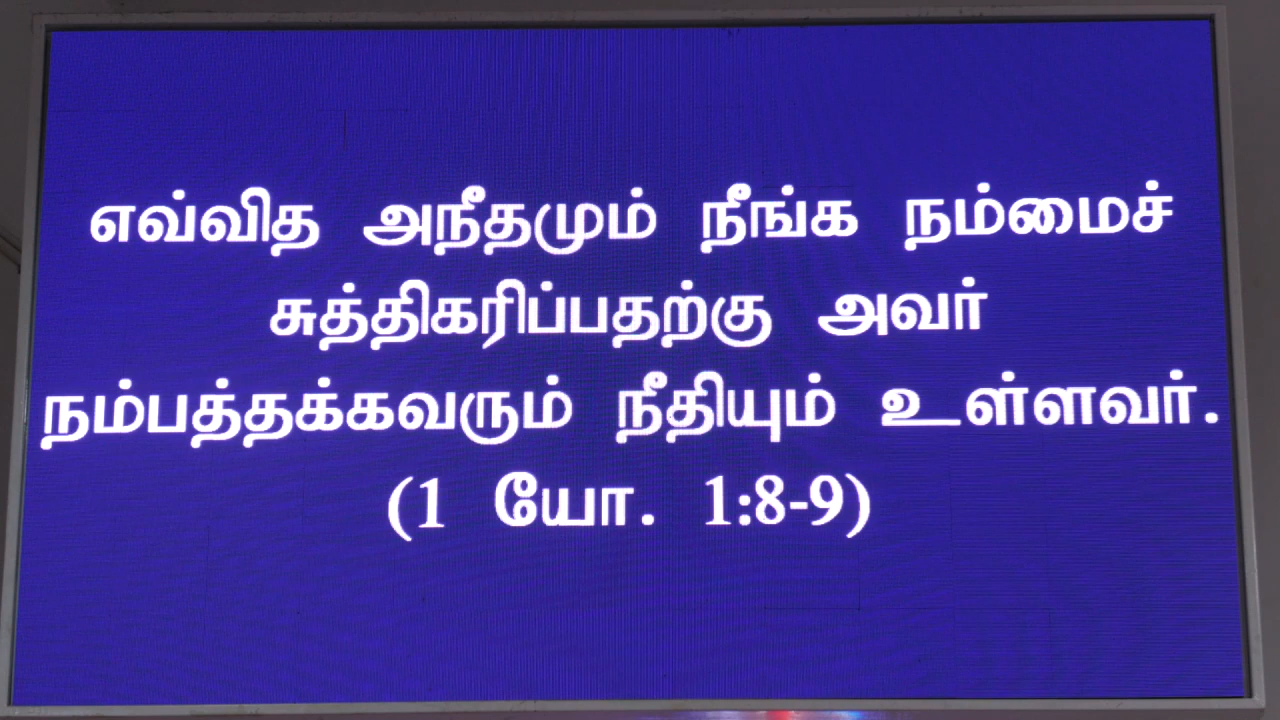 எவ்வித அநீதமும் நீங்க நம்மைச்
சுத்திகரிப்பதற்கு அவர்
நம்பத்தக்கவரும் நீதியும் உள்ளவர்.
(1 யோ. 1:8-9)